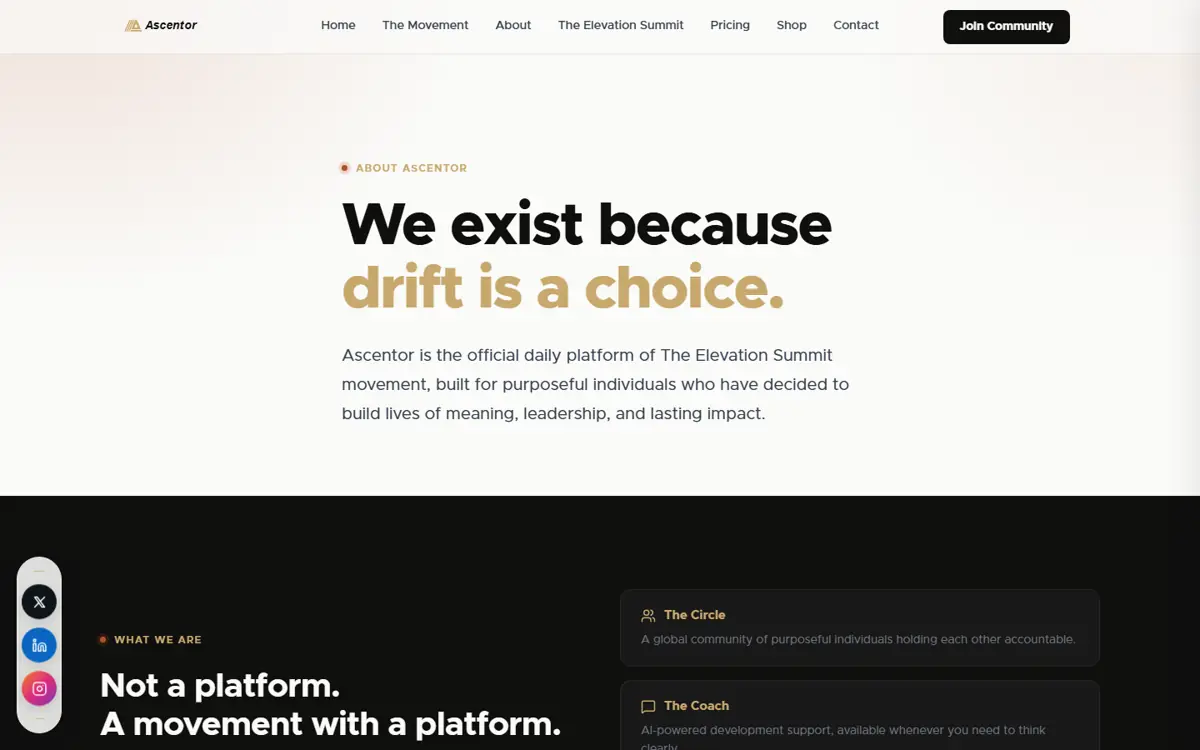 Ascentor
Home
The Movement
About
The Elevation Summit
Pricing
Shop
Contact
Join Community
ABOUT ASCENTOR
We exist because
drift is a choice.
Ascentor is the official daily platform of The Elevation Summit
movement, built for purposeful individuals who have decided to
build lives of meaning, leadership, and lasting impact.
WHAT WE ARE
Not a platform.
A movement with a platform.
The Circle
A global community of purposeful individuals holding each other accountable.
The Coach
AI-powered development support, available whenever you need to think
clearly.